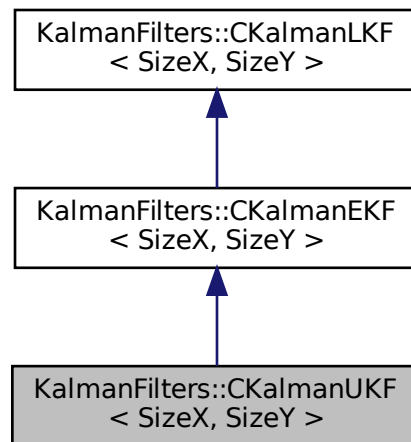 KalmanFilters::CKalmanLKF
< SizeX, SizeY >
KalmanFilters::CKalmanEKF
< SizeX, SizeY >
KalmanFilters::CKalmanUKF
< SizeX, SizeY >